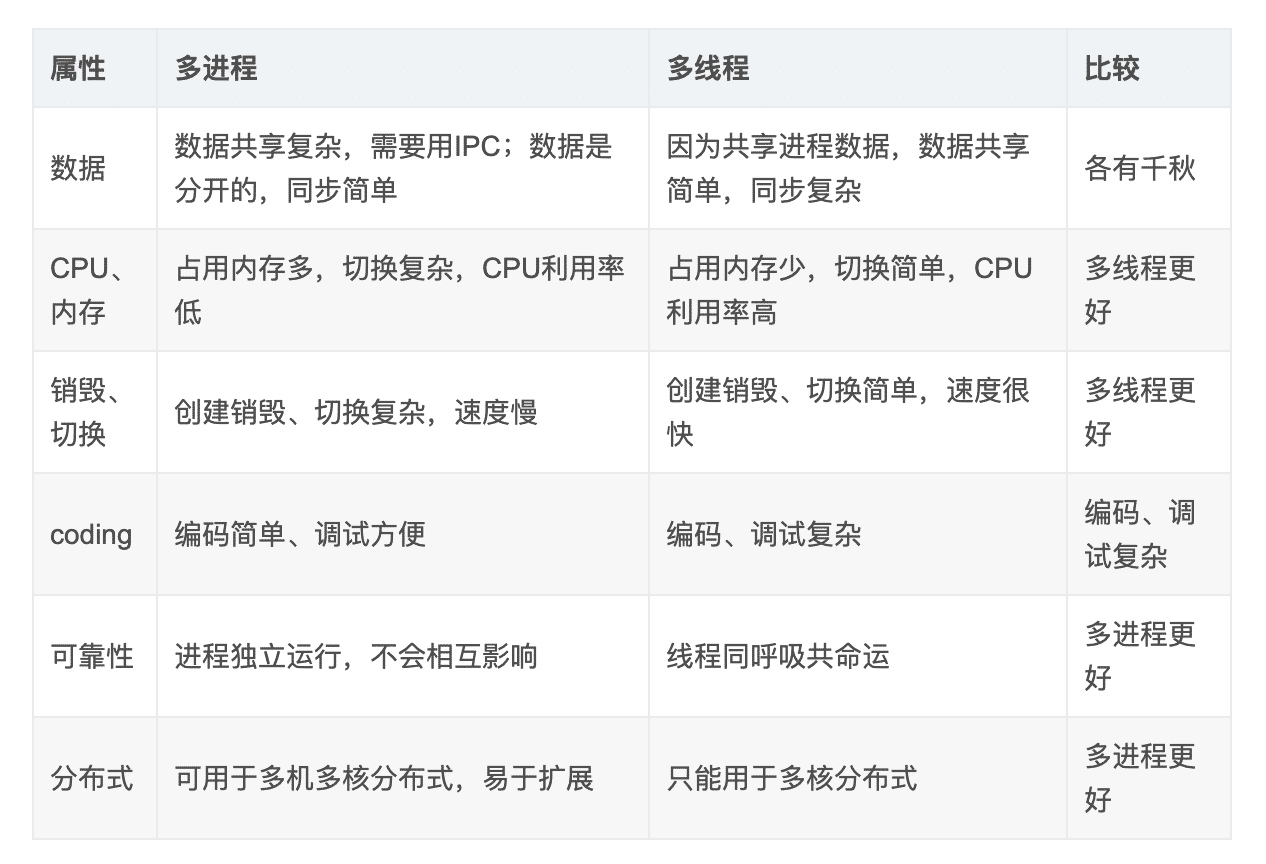 属性
多进程
多线程
比较
数据
数据共享复杂，需要用IPC；数据是
分开的，同步简单
因为共享进程数据，数据共享
简单，同步复杂
各有千秋
CPU、
内存
占用内存多，切换复杂，CPU利用率
低
占用内存少，切换简单，CPU
利用率高
多线程更
好
销毁、
切换
创建销毁、切换复杂，速度慢
创建销毁、切换简单，速度很
快
多线程更
好
coding
编码简单、调试方便
编码、调试复杂
编码、调
试复杂
可靠性
进程独立运行，不会相互影响
线程同呼吸共命运
多进程更
好
分布式
可用于多机多核分布式，易于扩展
只能用于多核分布式
多进程更
好